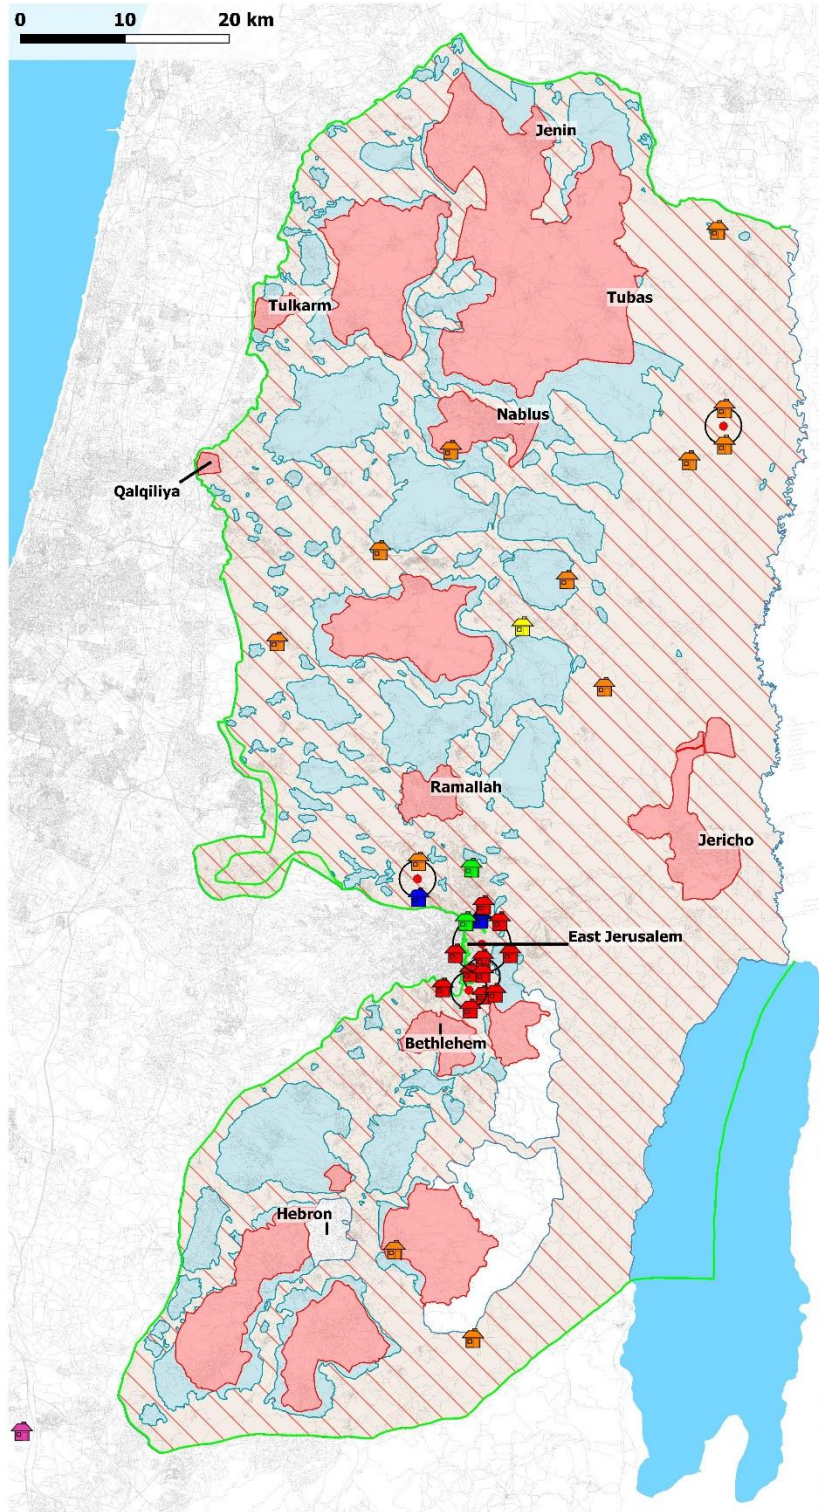 0 10 20 km
Jenin
Tubas
Tulkarm
Nablus
Qalqiliya
Ramallah
Jericho
East Jerusalem
Bethlehem
Hebron